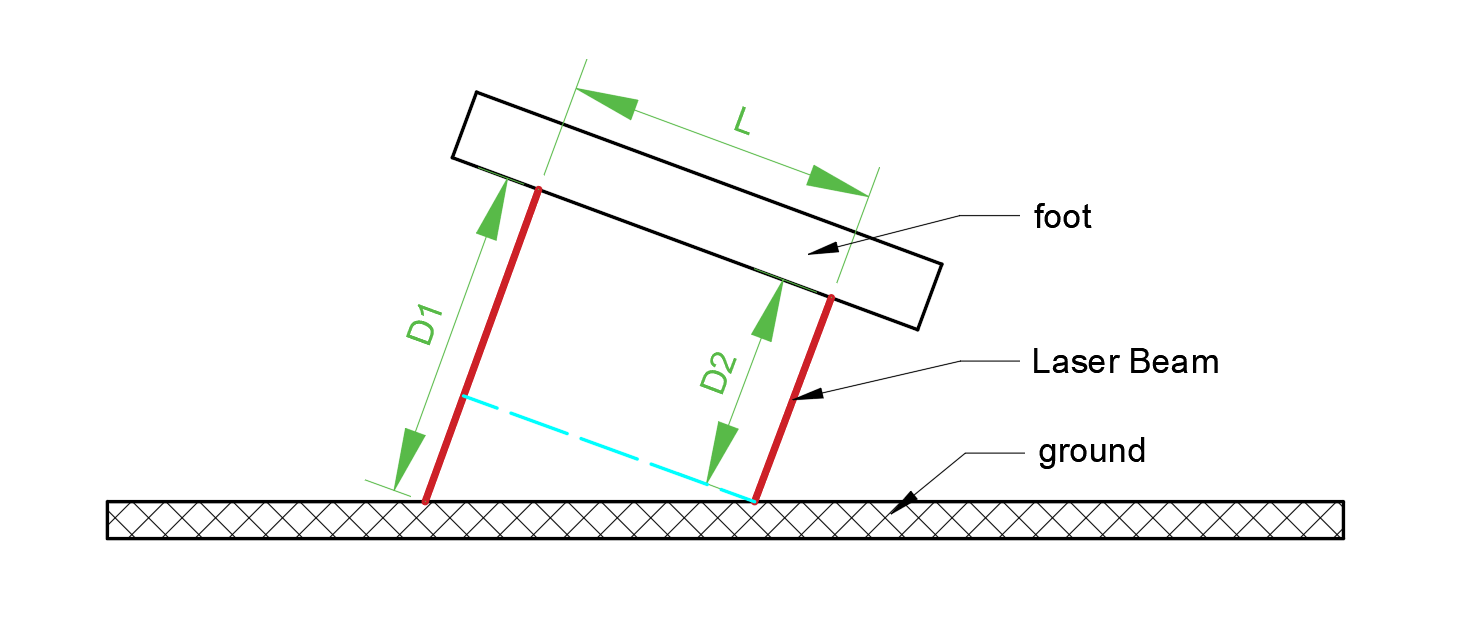 L
foot
D1
D2
Laser Beam
ground